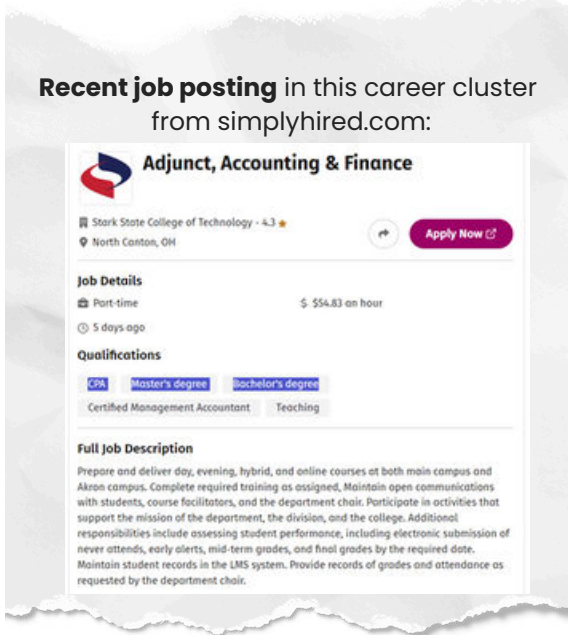 Recent job posting in this career cluster
from simplyhired.com:
Adjunct, Accounting & Finance
Stark State College of Technology - 4.3
North Canton, OH
Apply Now
Job Details
Part-time
$ $54.83 an hour
5 days ago
Qualifications
CPA Master's degree Bachelor's degree
Certified Management Accountant Teaching
Full Job Description
Prepare and deliver day, evening, hybrid, and online courses at both main campus and
Akron campus. Complete required training as assigned, Maintain open communications
with students, course facilitators, and the department chair. Participate in activities that
support the mission of the department, the division, and the college. Additional
responsibilities include assessing student performance, including electronic submission of
never attends, early alerts, mid-term grades, and final grades by the required date.
Maintain student records in the LMS system. Provide records of grades and attendance as
requested by the department chair.